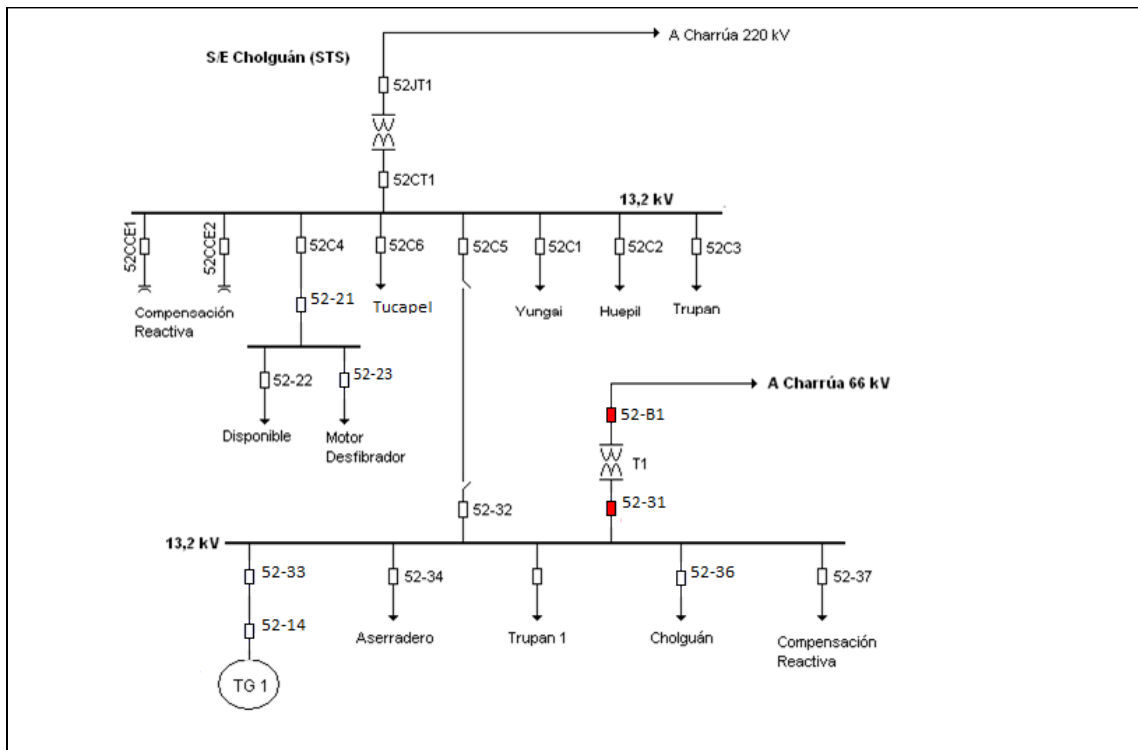 A Charrúa 220 kV
S/E Cholguán (STS)
52JT1
52CT1
13,2 kV
52CCE1
52CCE2
52C4
52C6
52C5
52C1
52C2
52C3
52-21
Compensación
Reactiva
Tucapel
Yungai
Huepil
Trupan
52-22
52-23
Disponible
Motor
Desfibrador
A Charrúa 66 kV
52-B1
T1
52-31
52-32
13,2 kV
52-33
52-34
52-36
52-37
52-14
Aserradero
Trupan 1
Cholguán
Compensación
Reactiva
TG 1